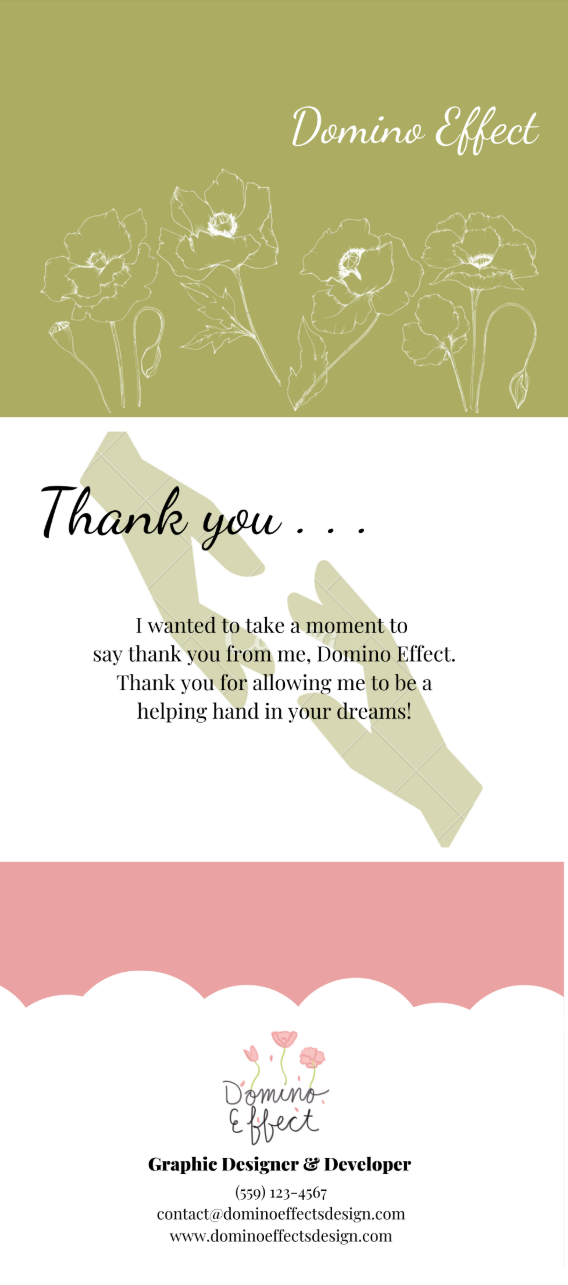 Domino Effect
Thank you . . .
I wanted to take a moment to
say thank you from me, Domino Effect.
Thank you for allowing me to be a
helping hand in your dreams!
Domino
Effect
Graphic Designer & Developer
(559) 123-4567
contact@dominoeffectsdesign.com
www.dominoeffectsdesign.com